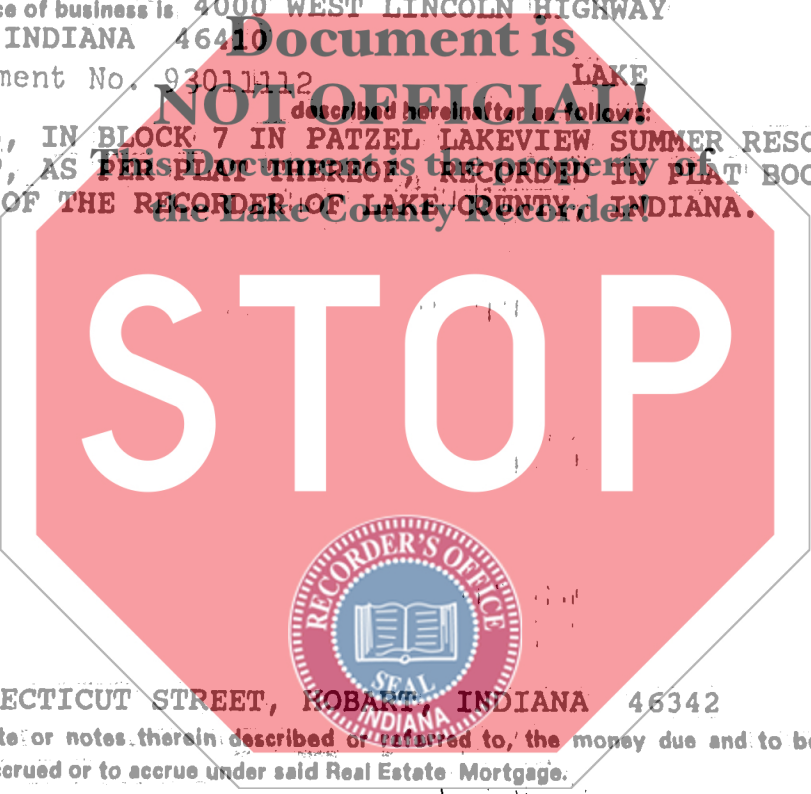 ce of business is 4000 WEST LINCOLN HIGHWAY
INDIANA 46410
Document is
ment No. 93011112 LAKE
NOT OFFICIAL!
described hereinafter as follows:
, IN BLOCK 7 IN PATZEL LAKEVIEW SUMMER RESO
This Document is the property of
, AS PER PLAT THEREOF, RECORDED IN PLAT BOO
the Lake County Recorder!
OF THE RECORDER OF LAKE COUNTY, INDIANA.
STOP
RECORDER'S OFFICE
SEAL
INDIANA
ECTICUT STREET, HOBART, INDIANA 46342
te or notes therein described or referred to, the money due and to be
ccrued or to accrue under said Real Estate Mortgage.